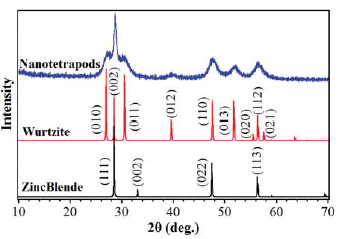 Intensity
Nanotetrapods
(002)
Wurtzite
(010)
(011)
(012)
(110)
(013)
(020)
(112)
(021)
ZincBlende
(111)
(002)
(022)
(113)
10 20 30 40 50 60 70
2θ (deg.)